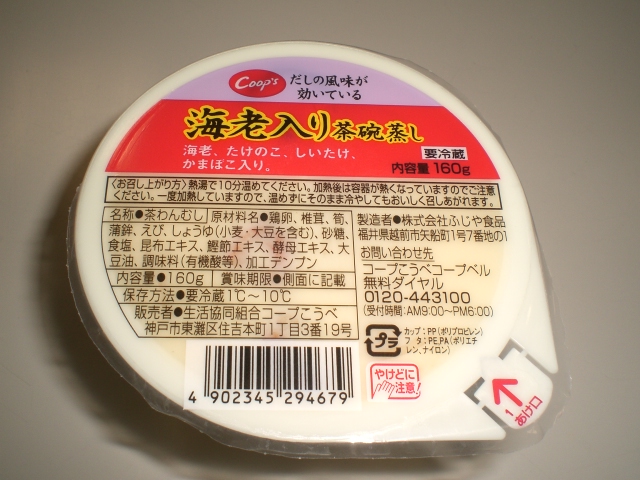 Coop's
だしの風味が
効いている
海老入り茶碗蒸し
海老、たけのこ、しいたけ、
かまぼこ入り。
要冷蔵
内容量160g
〈お召し上がり方〉熱湯で10分温めてください。加熱後は容器が熱くなっていますのでご注意
ください。一度加熱していますので、温めずにそのまま冷やしてもおいしく召しあがれます。
名称●茶わんむし 原材料名●鶏卵、椎茸、筍、
蒲鉾、えび、しょうゆ(小麦・大豆を含む)、砂糖、
食塩、昆布エキス、鰹節エキス、酵母エキス、大
豆油、調味料(有機酸等)、加工デンプン
内容量●160g 賞味期限●側面に記載
保存方法●要冷蔵1℃〜10℃
販売者●生活協同組合コープこうべ
神戸市東灘区住吉本町1丁目3番19号
製造者●株式会社ふじや食品
福井県越前市矢船町1号7番地の1
お問い合わせ先
コープこうべコープベル
無料ダイヤル
0120-443100
(受付時間:AM9:00〜PM6:00)
プラ
カップ:PP(ポリプロピレン)
フタ:PE,PA(ポリエチ
レン、ナイロン)
やけどに
注意!
4 902345 294679
1
あけ口